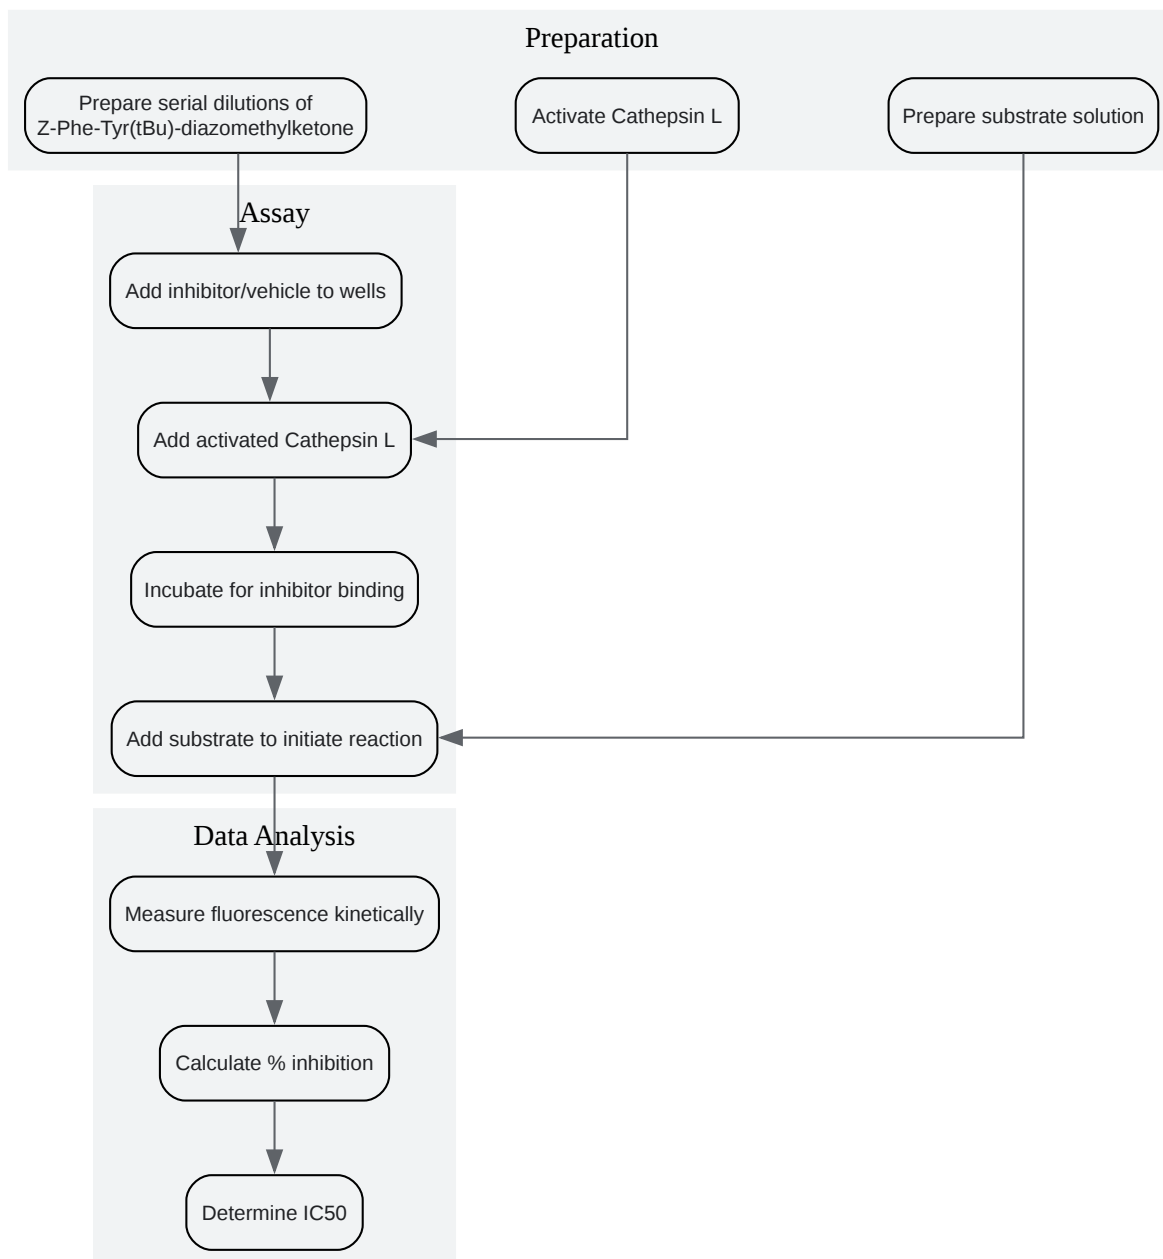 Preparation
Prepare serial dilutions of
Z-Phe-Tyr(tBu)-diazomethylketone
Activate Cathepsin L
Prepare substrate solution
Assay
Add inhibitor/vehicle to wells
Add activated Cathepsin L
Incubate for inhibitor binding
Add substrate to initiate reaction
Data Analysis
Measure fluorescence kinetically
Calculate % inhibition
Determine IC50